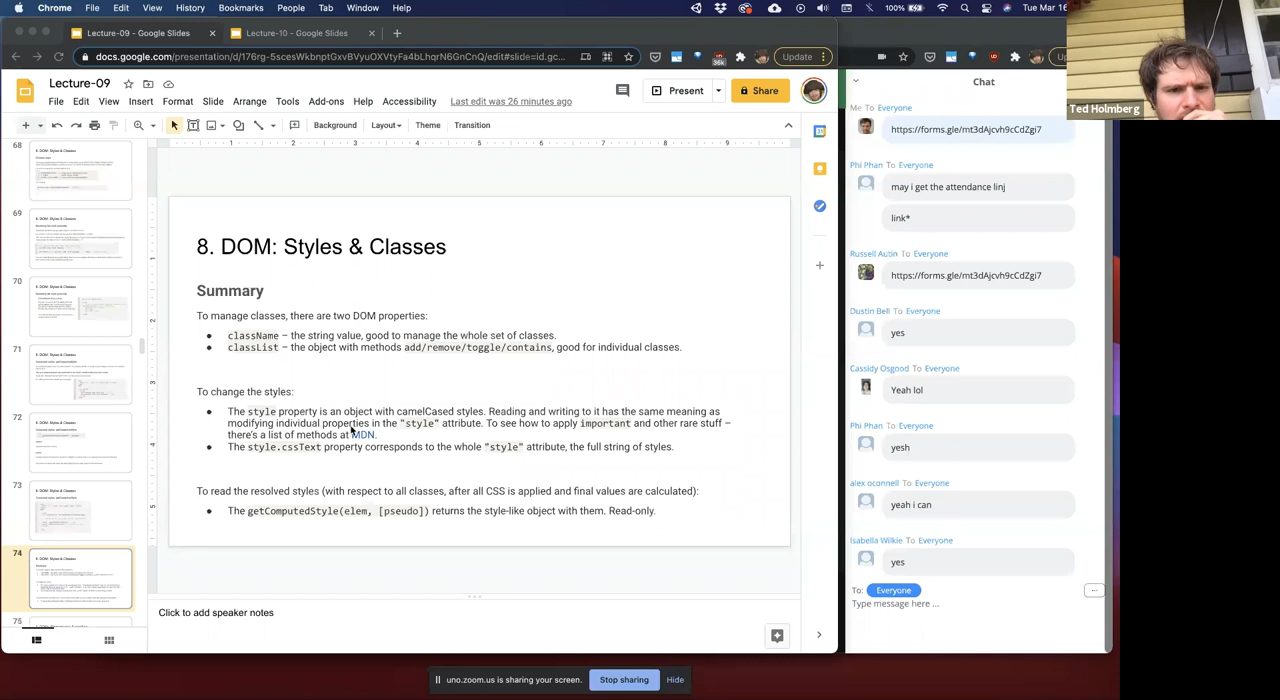 Chrome File Edit View History Bookmarks People Tab Window Help 100% Tue Mar 16
Lecture-09 - Google Slides
Lecture-10 - Google Slides
docs.google.com/presentation/d/176rg-5scesWkbnptGxvBVyuOXVtyFa4bLhqrN6GnCnQ/edit#slide=id.gc...
36k
Update
Lecture-09
File Edit View Insert Format Slide Arrange Tools Add-ons Help Accessibility Last edit was 26 minutes ago
Present
Share
Background Layout Theme Transition
1 2 3 4 5 6 7 8 9
68
69
70
71
72
73
74
75
8 DOM: Styles & Classes
Summary
To manage classes, there are two DOM properties:
● className – the string value, good to manage the whole set of classes.
● classList – the object with methods add/remove/toggle/contains, good for individual classes.
To change the styles:
● The style property is an object with camelCased styles. Reading and writing to it has the same meaning as
modifying individual properties in the "style" attribute. To see how to apply important and other rare stuff –
there's a list of methods at MDN.
● The style.cssText property corresponds to the whole "style" attribute, the full string of styles.
To read the resolved styles (with respect to all classes, after all CSS is applied and final values are calculated):
● The getComputedStyle(elem, [pseudo]) returns the style-like object with them. Read-only.
Click to add speaker notes
Chat
Me To Everyone
https://forms.gle/mt3dAjcvh9cCdZgi7
Phi Phan To Everyone
may i get the attendance linj
link*
Russell Autin To Everyone
https://forms.gle/mt3dAjcvh9cCdZgi7
Dustin Bell To Everyone
yes
Cassidy Osgood To Everyone
Yeah lol
Phi Phan To Everyone
yesh
alex oconnell To Everyone
yeah i can
Isabella Wilkie To Everyone
yes
To: Everyone
Type message here ...
Ted Holmberg
uno.zoom.us is sharing your screen. Stop sharing Hide